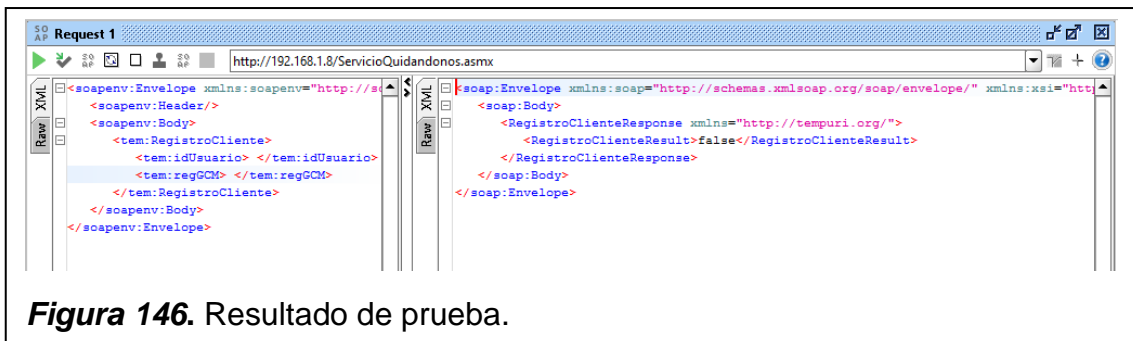 SO AP Request 1
http://192.168.1.8/ServicioQuidandonos.asmx
XML
Raw
<soapenv:Envelope xmlns:soapenv="http://s
<soapenv:Header/>
<soapenv:Body>
<tem:RegistroCliente>
<tem:idUsuario> </tem:idUsuario>
<tem:regGCM> </tem:regGCM>
</tem:RegistroCliente>
</soapenv:Body>
</soapenv:Envelope>
XML
Raw
<soap:Envelope xmlns:soap="http://schemas.xmlsoap.org/soap/envelope/" xmlns:xsi="htt
<soap:Body>
<RegistroClienteResponse xmlns="http://tempuri.org/">
<RegistroClienteResult>false</RegistroClienteResult>
</RegistroClienteResponse>
</soap:Body>
</soap:Envelope>
Figura 146. Resultado de prueba.